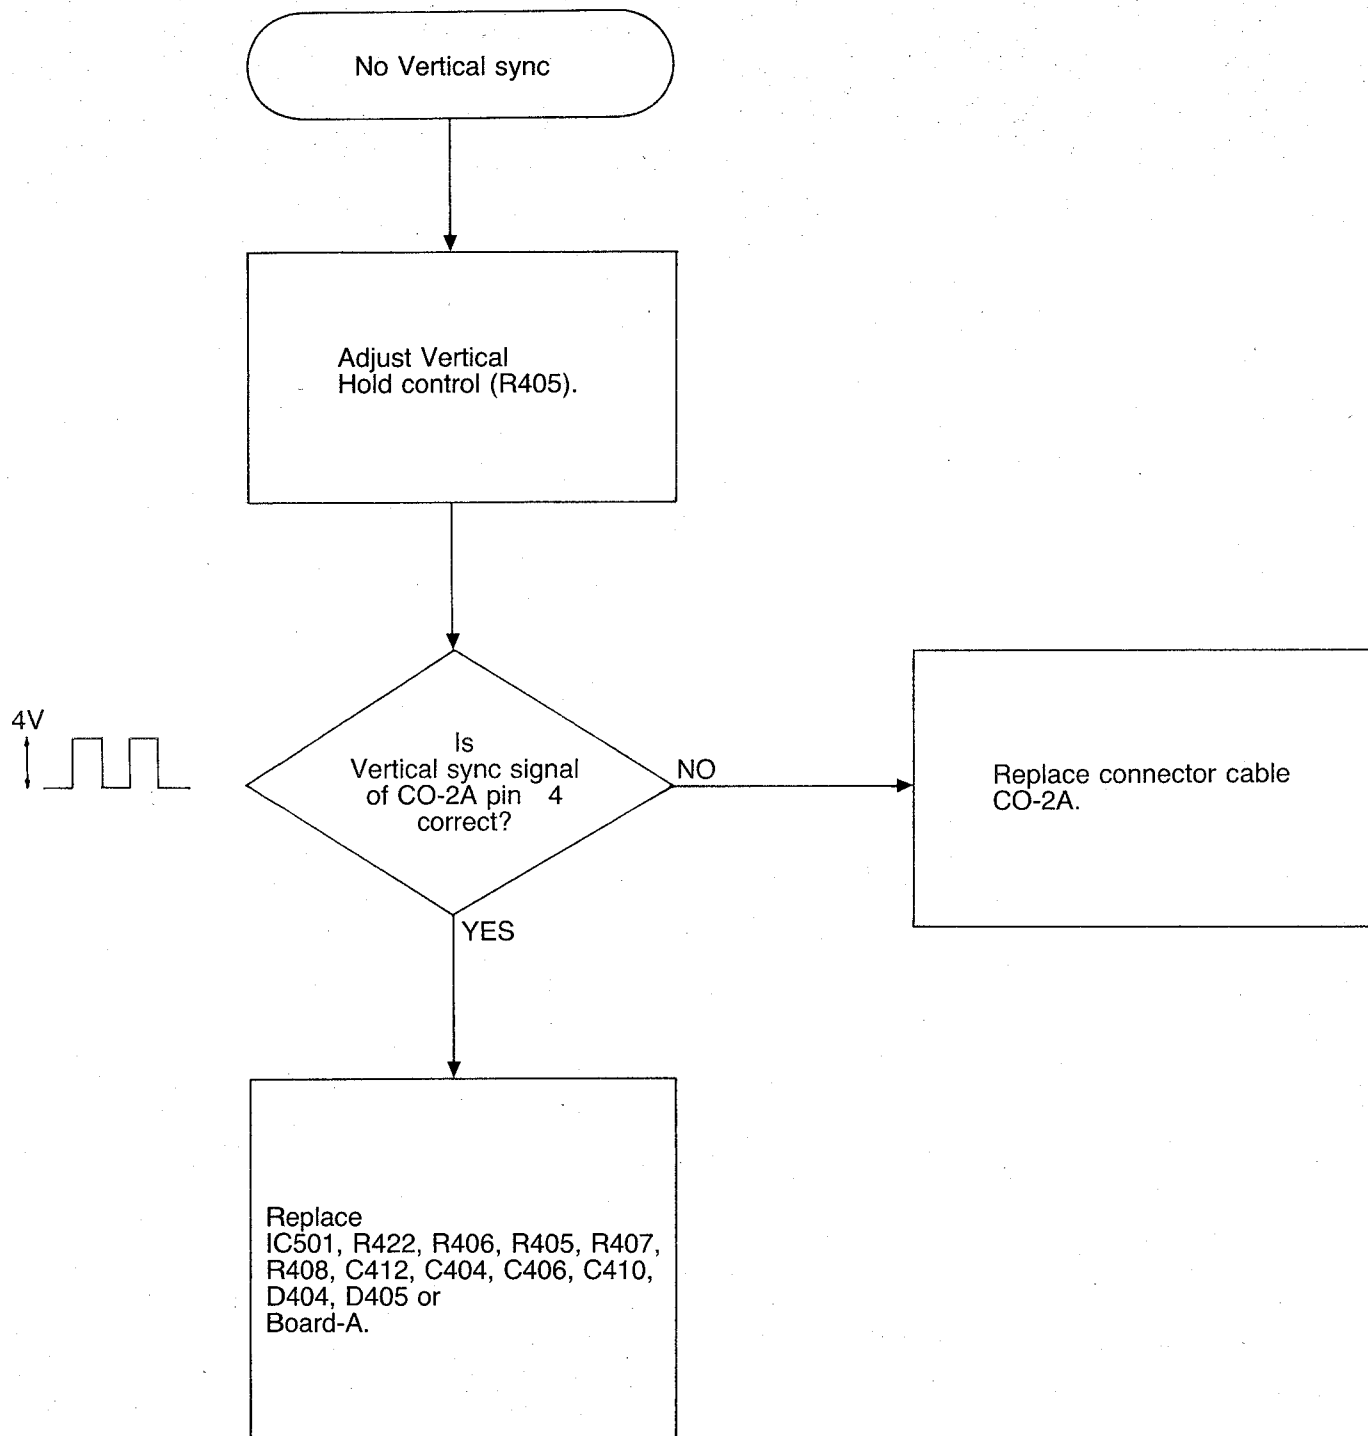 No Vertical sync
Adjust Vertical
Hold control (R405).
4V
Is
Vertical sync signal
of CO-2A pin 4
correct?
NO
Replace connector cable
CO-2A.
YES
Replace
IC501, R422, R406, R405, R407,
R408, C412, C404, C406, C410,
D404, D405 or
Board-A.